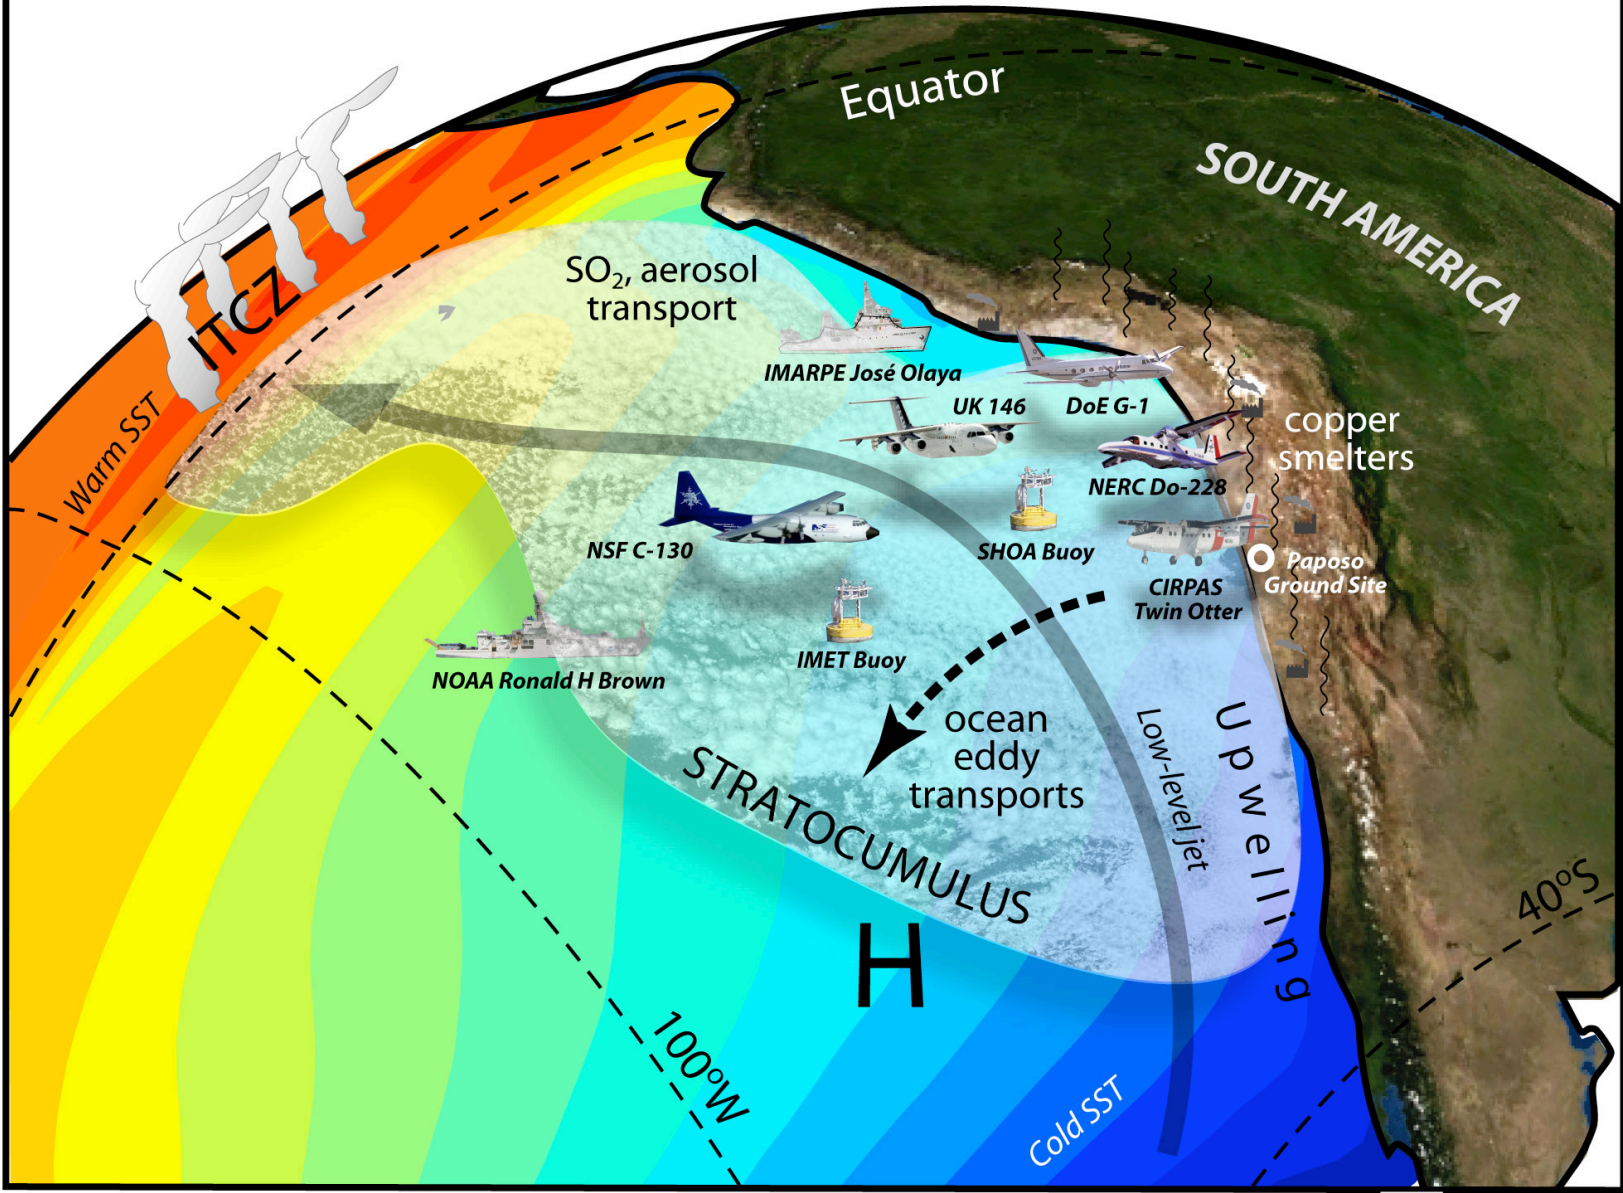 Equator
SOUTH AMERICA
SO₂, aerosol
transport
ITCZ
IMARPE José Olaya
UK 146
DoE G-1
copper
smelters
Warm SST
NERC Do-228
NSF C-130
SHOA Buoy
Paposo
Ground Site
CIRPAS
Twin Otter
IMET Buoy
NOAA Ronald H Brown
ocean
eddy
transports
Low-level jet
Upwelling
STRATOCUMULUS
H
40°S
100°W
Cold SST